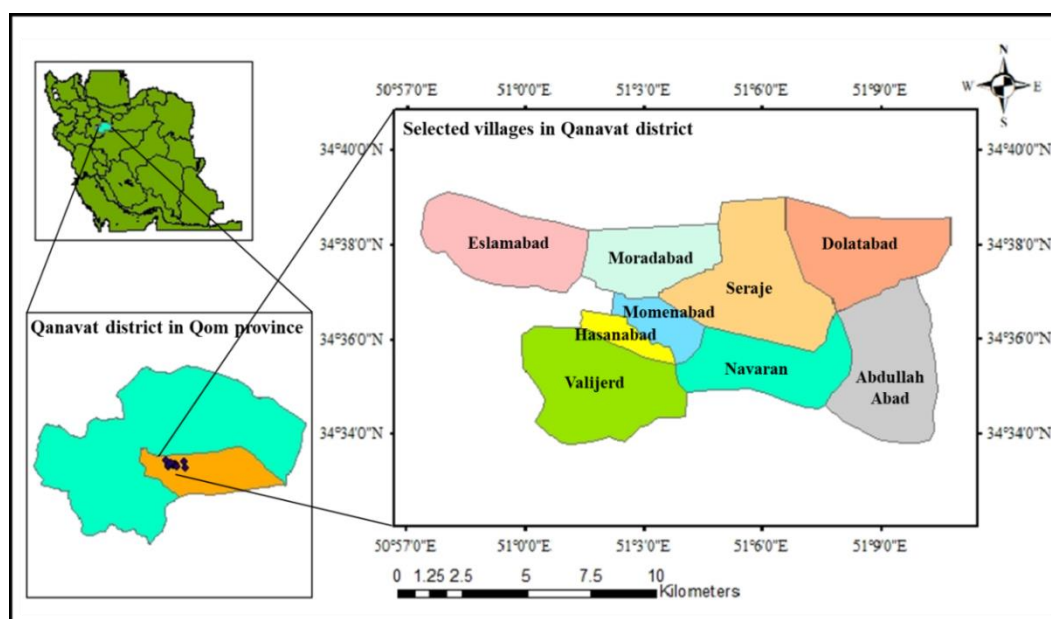 N
W E
S
50°57'0"E 51°0'0"E 51°3'0"E 51°6'0"E 51°9'0"E
Selected villages in Qanavat district
34°40'0"N 34°40'0"N
34°38'0"N 34°38'0"N
34°36'0"N 34°36'0"N
34°34'0"N 34°34'0"N
Eslamabad
Moradabad
Dolatabad
Seraje
Momenabad
Hasanabad
Navaran
Valijerd
Abdullah
Abad
50°57'0"E 51°0'0"E 51°3'0"E 51°6'0"E 51°9'0"E
Qanavat district in Qom province
0 1.25 2.5 5 7.5 10
Kilometers